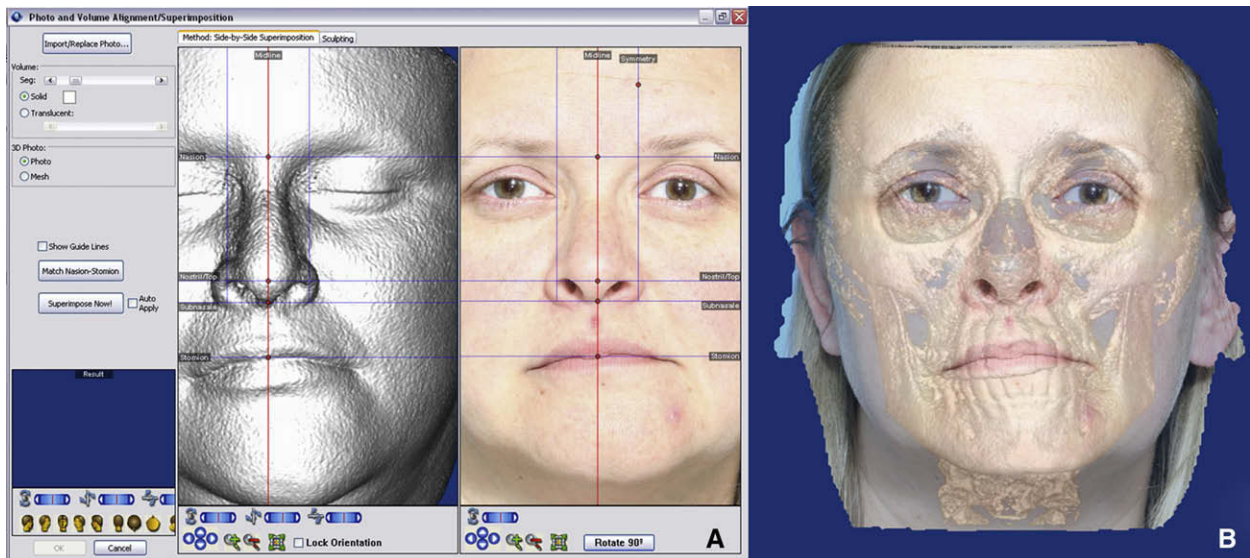 Photo and Volume Alignment/Superimposition
Import/Replace Photo...
Method: Side-by-Side Superimposition
Sculpting
Midline
Midline
Symmetry
Volume:
Seg:
Solid
Translucent:
3D Photo:
Photo
Mesh
Nasion
Nasion
Show Guide Lines
Match Nasion-Stomion
Superimpose Now!
Auto
Apply
Nostril/Top
Nostril/Top
Subnasale
Subnasale
Stomion
Stomion
Result
OK
Cancel
Lock Orientation
Rotate 90º
A
B